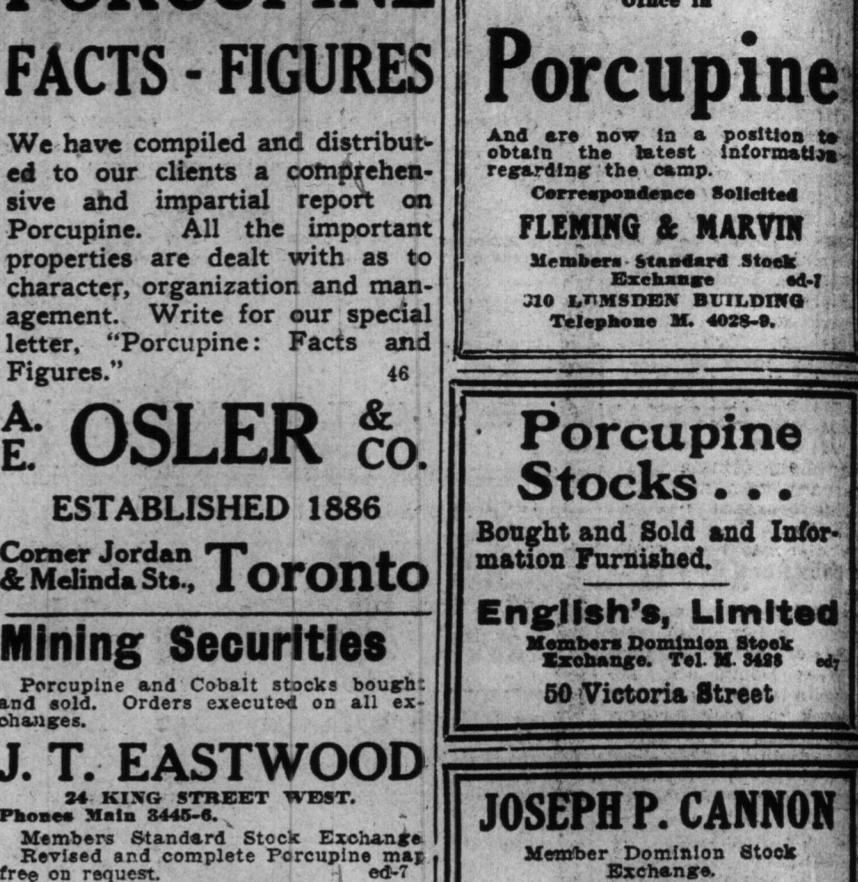 PORCUPINE
FACTS - FIGURES
We have compiled and distribut-
ed to our clients a comprehen-
sive and impartial report on
Porcupine. All the important
properties are dealt with as to
character, organization and man-
agement. Write for our special
letter, "Porcupine: Facts and
Figures." 46
A. E. OSLER & CO.
ESTABLISHED 1886
Corner Jordan
& Melinda Sts., Toronto
Mining Securities
Porcupine and Cobalt stocks bought
and sold. Orders executed on all ex-
changes.
J. T. EASTWOOD
24 KING STREET WEST.
Phones Main 3445-6.
Members Standard Stock Exchange
Revised and complete Porcupine map
free on request. ed-7
Office in
Porcupine
And are now in a position to
obtain the latest information
regarding the camp.
Correspondence Solicited
FLEMING & MARVIN
Members Standard Stock
Exchange ed-7
310 LUMSDEN BUILDING
Telephone M. 4028-9.
Porcupine
Stocks...
Bought and Sold and Infor-
mation Furnished.
English's, Limited
Members Dominion Stock
Exchange. Tel. M. 3428 ed7
50 Victoria Street
JOSEPH P. CANNON
Member Dominion Stock
Exchange.